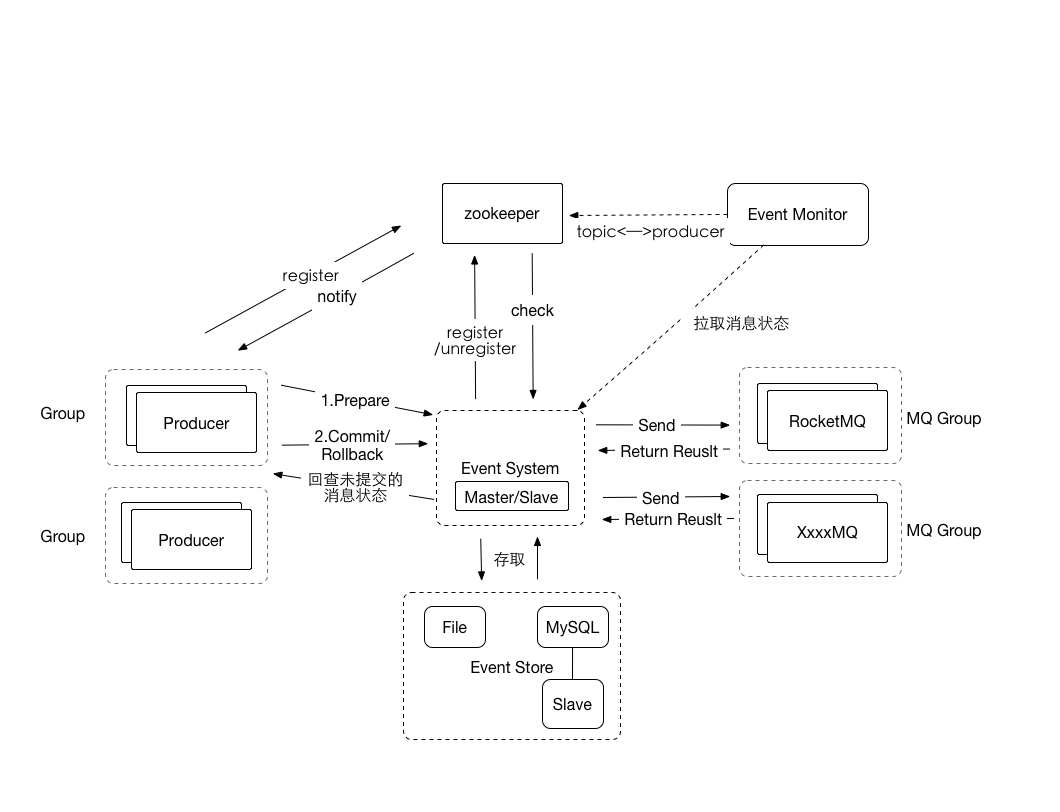 zookeeper
Event Monitor
topic<—>producer
register
notify
check
register
/unregister
拉取消息状态
Group
Producer
1.Prepare
2.Commit/
Rollback
回查未提交的
消息状态
Group
Producer
Event System
Master/Slave
Send
Return Reuslt
RocketMQ
MQ Group
Send
Return Reuslt
XxxxMQ
MQ Group
存取
File
MySQL
Event Store
Slave